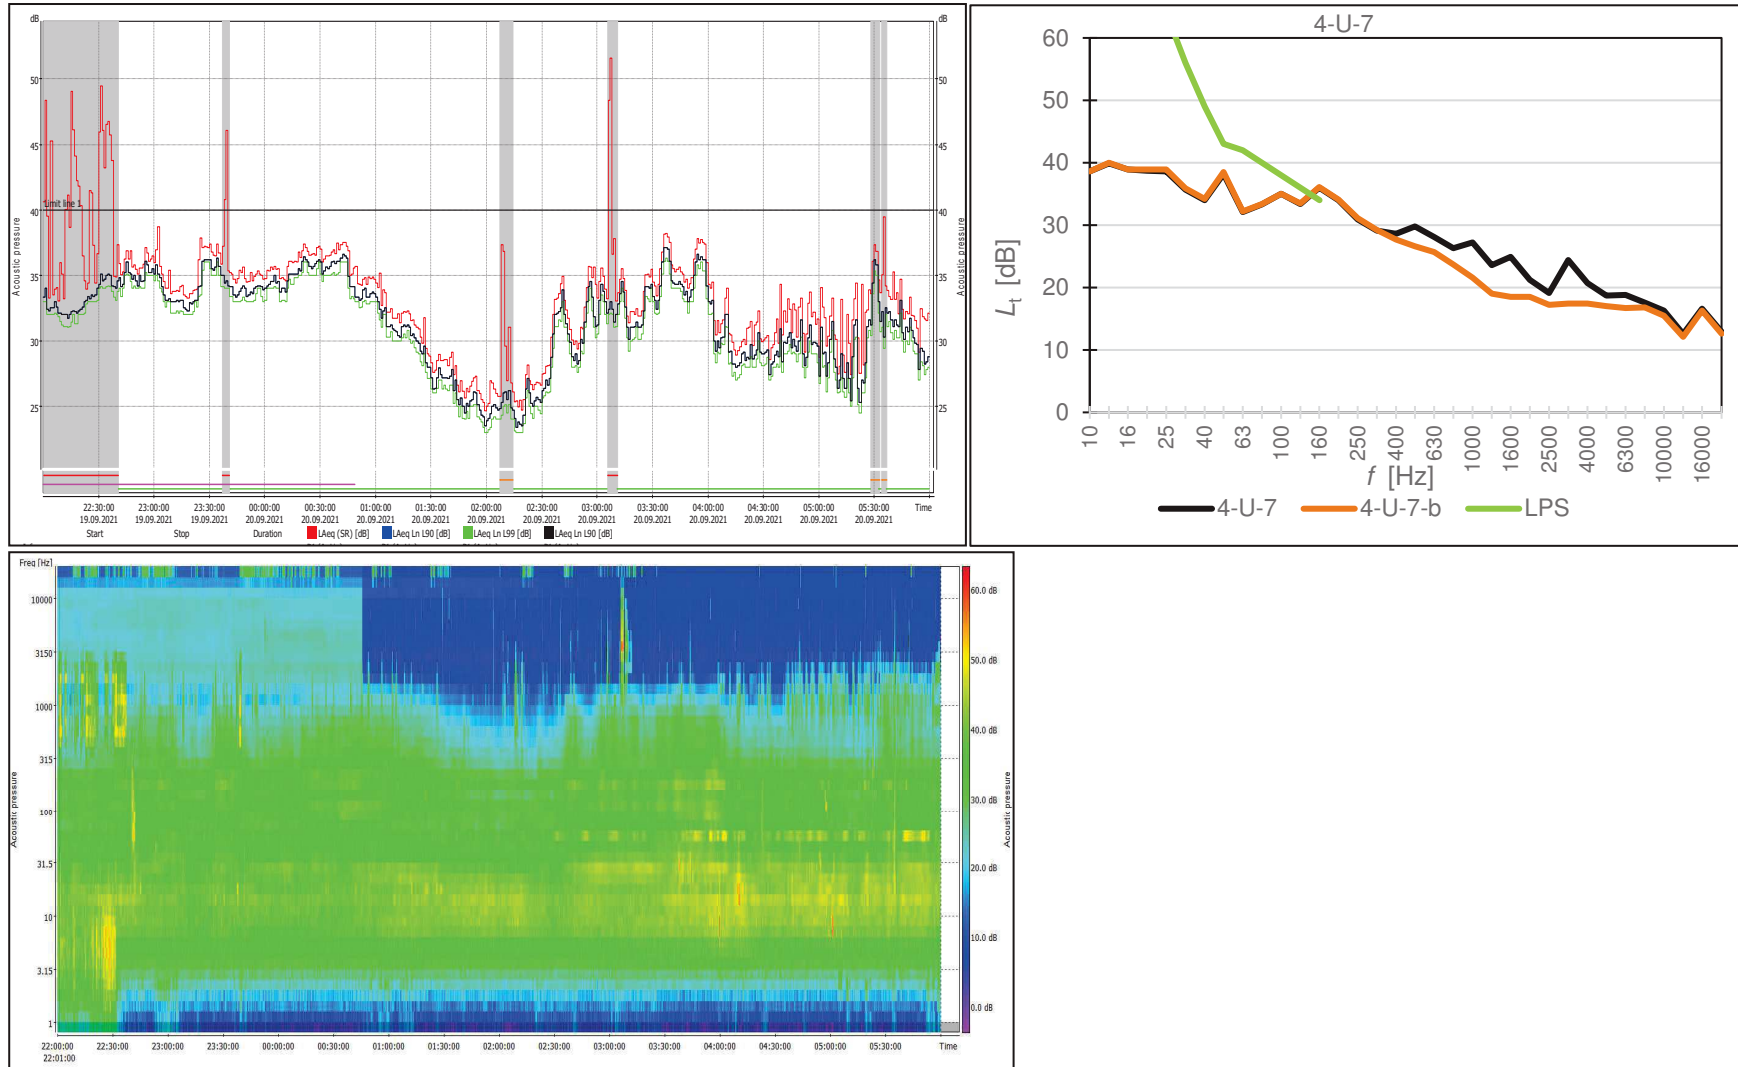 dB
dB
50
50
45
45
Limit line 1
40
40
35
35
30
30
25
25
Acoustic pressure
Acoustic pressure
22:30:00 23:00:00 23:30:00 00:00:00 00:30:00 01:00:00 01:30:00 02:00:00 02:30:00 03:00:00 03:30:00 04:00:00 04:30:00 05:00:00 05:30:00 Time
19.09.2021 19.09.2021 19.09.2021 20.09.2021 20.09.2021 20.09.2021 20.09.2021 20.09.2021 20.09.2021 20.09.2021 20.09.2021 20.09.2021 20.09.2021 20.09.2021 20.09.2021
Start Stop Duration LAeq (SR) [dB] LAeq Ln L90 [dB] LAeq Ln L99 [dB] LAeq Ln L90 [dB]
4-U-7
60
50
40
30
20
10
0
Lt [dB]
10 16 25 40 63 100 160 250 400 630 1000 1600 2500 4000 6300 10000 16000
f [Hz]
4-U-7 4-U-7-b LPS
Freq [Hz]
10000
3150
1000
315
100
31.5
10
3.15
1
Acoustic pressure
60.0 dB
50.0 dB
40.0 dB
30.0 dB
20.0 dB
10.0 dB
0.0 dB
Acoustic pressure
22:00:00 22:30:00 23:00:00 23:30:00 00:00:00 00:30:00 01:00:00 01:30:00 02:00:00 02:30:00 03:00:00 03:30:00 04:00:00 04:30:00 05:00:00 05:30:00 Time
22:01:00